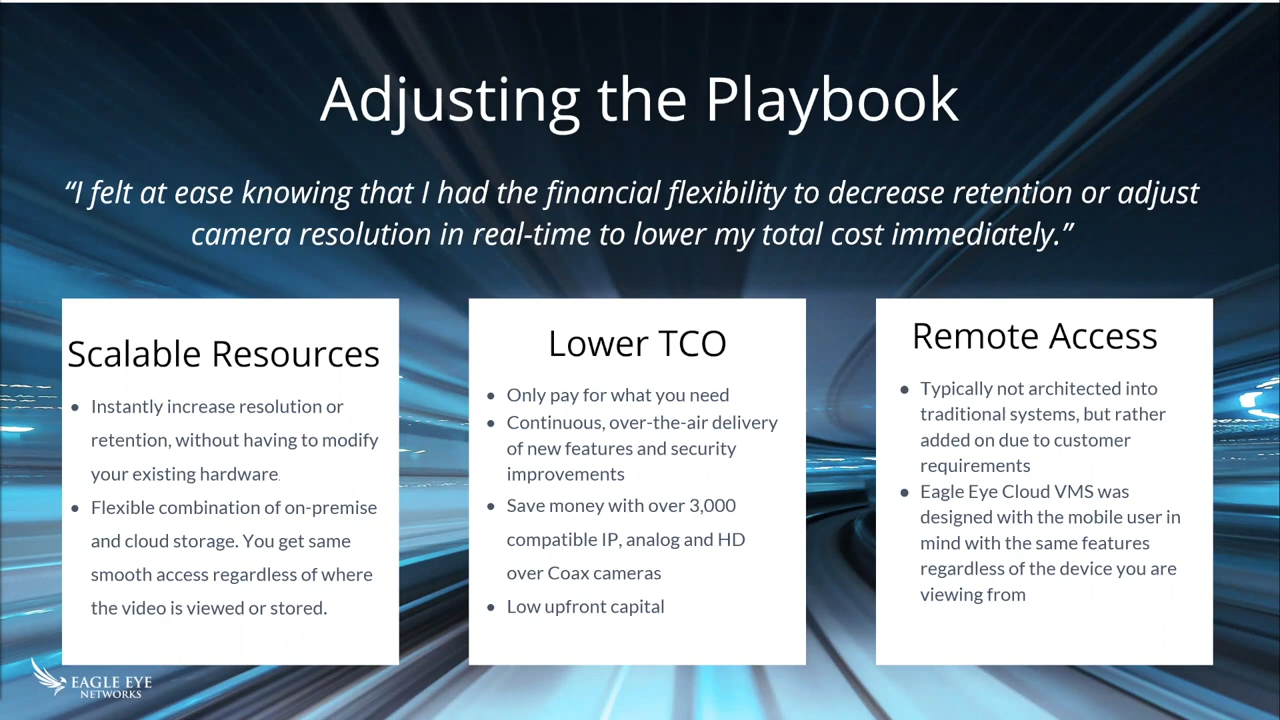 Adjusting the Playbook
“I felt at ease knowing that I had the financial flexibility to decrease retention or adjust
camera resolution in real-time to lower my total cost immediately.”
Scalable Resources
• Instantly increase resolution or
retention, without having to modify
your existing hardware
• Flexible combination of on-premise
and cloud storage. You get same
smooth access regardless of where
the video is viewed or stored.
Lower TCO
• Only pay for what you need
• Continuous, over-the-air delivery
of new features and security
improvements
• Save money with over 3,000
compatible IP, analog and HD
over Coax cameras
• Low upfront capital
Remote Access
• Typically not architected into
traditional systems, but rather
added on due to customer
requirements
• Eagle Eye Cloud VMS was
designed with the mobile user in
mind with the same features
regardless of the device you are
viewing from
EAGLE EYE
NETWORKS